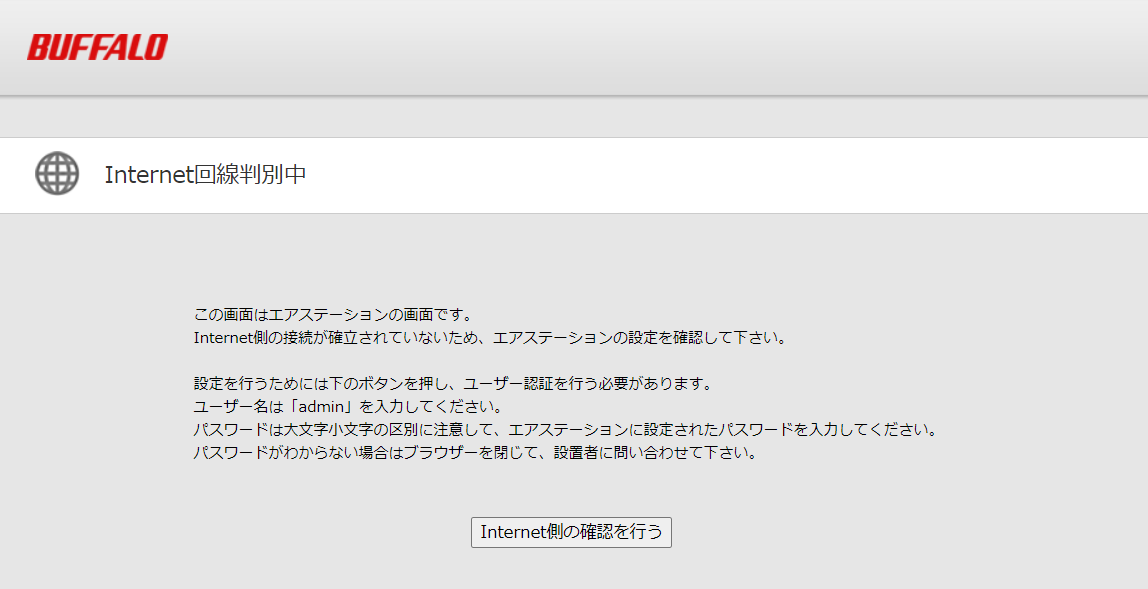 BUFFALO
Internet回線判別中
この画面はエアステーションの画面です。
Internet側の接続が確立されていないため、エアステーションの設定を確認して下さい。
設定を行うためには下のボタンを押し、ユーザー認証を行う必要があります。
ユーザー名は「admin」を入力してください。
パスワードは大文字小文字の区別に注意して、エアステーションに設定されたパスワードを入力してください。
パスワードがわからない場合はブラウザーを閉じて、設置者に問い合わせて下さい。
Internet側の確認を行う